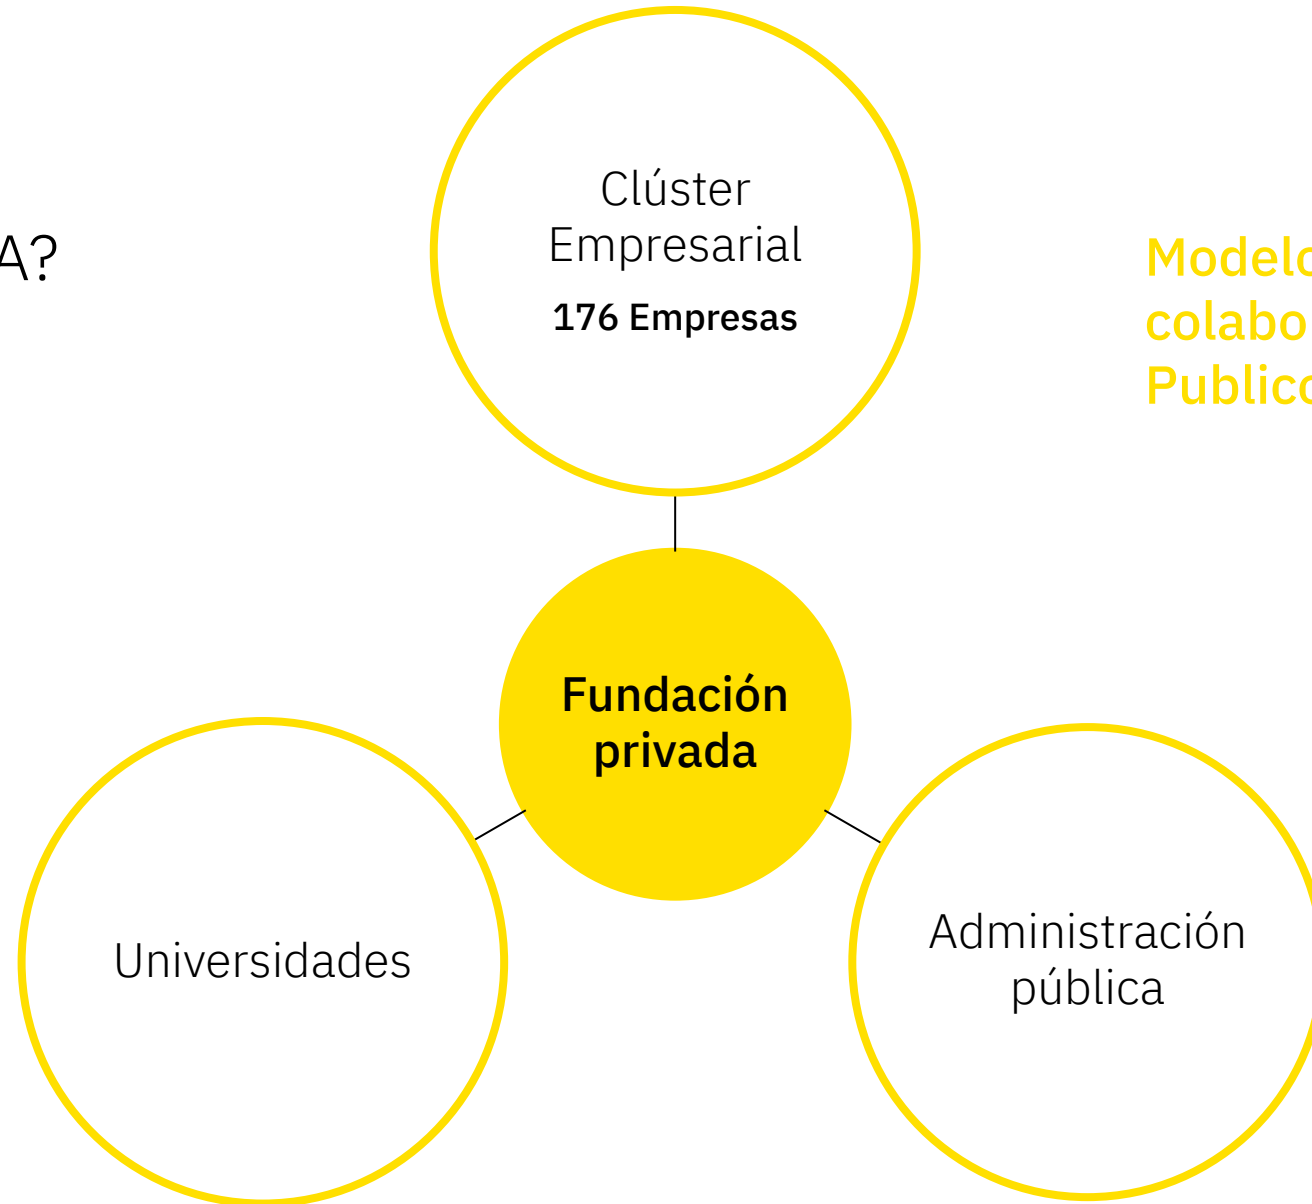 A?
Clúster
Empresarial
176 Empresas
Modelo
colabo
Publico
Fundación
privada
Universidades
Administración
pública